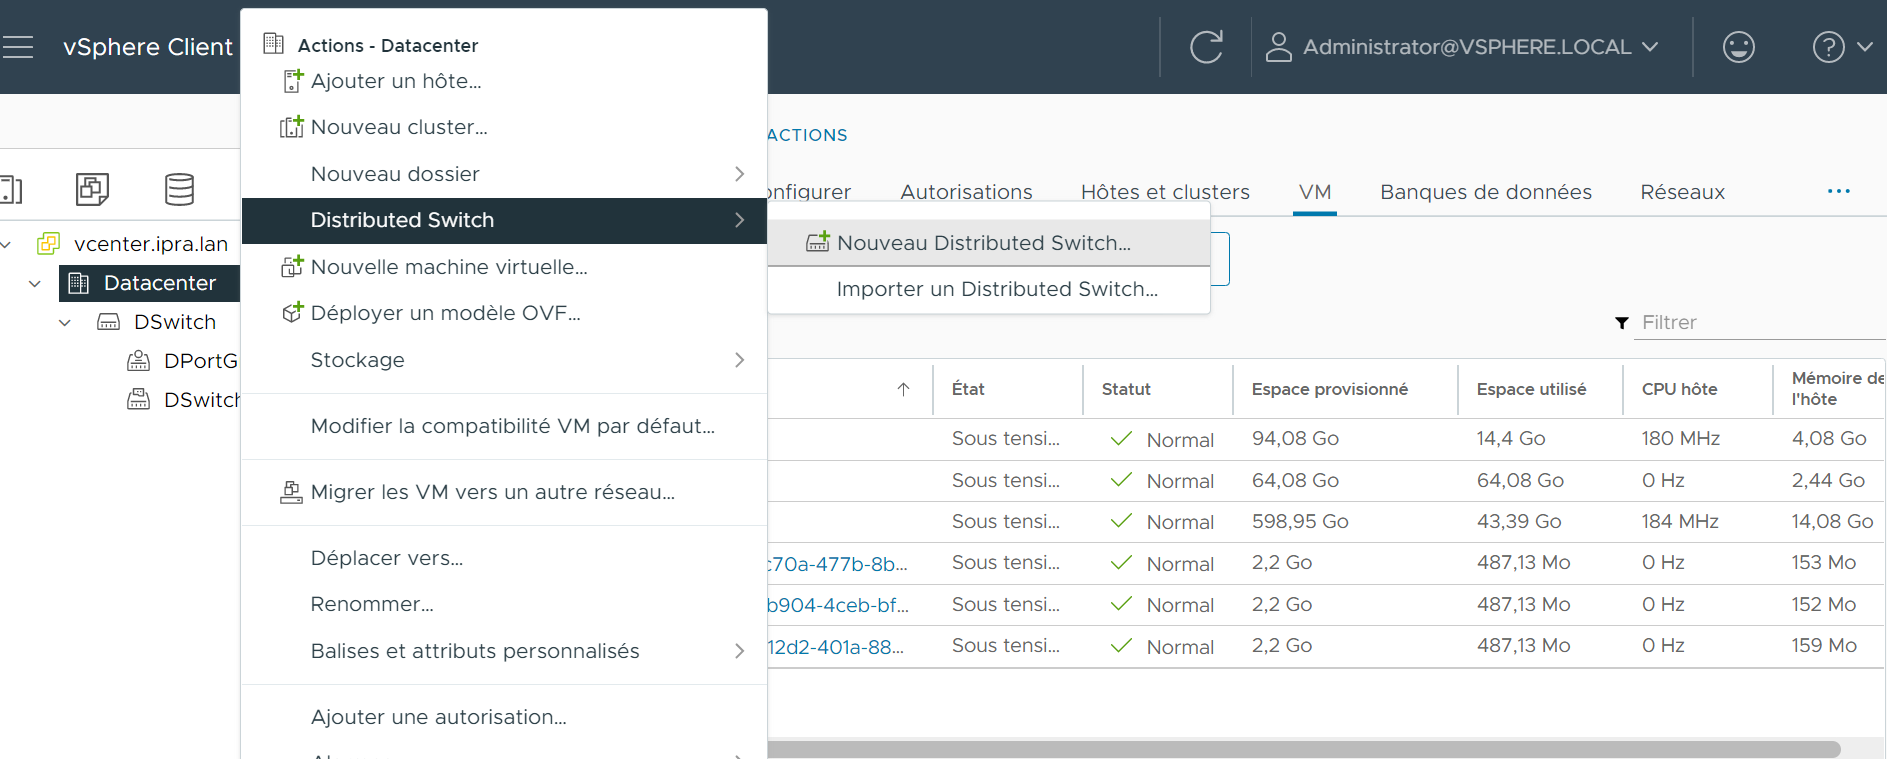 vSphere Client
Administrator@VSPHERE.LOCAL
Actions - Datacenter
Ajouter un hôte...
Nouveau cluster...
Nouveau dossier
Distributed Switch
Nouvelle machine virtuelle...
Déployer un modèle OVF...
Stockage
Modifier la compatibilité VM par défaut...
Migrer les VM vers un autre réseau...
Déplacer vers...
Renommer...
Balises et attributs personnalisés
Ajouter une autorisation...
Nouveau Distributed Switch...
Importer un Distributed Switch...
vcenter.ipra.lan
Datacenter
DSwitch
DPortG
DSwitch
ACTIONS
onfigurer Autorisations Hôtes et clusters VM Banques de données Réseaux ...
Filtrer
État Statut Espace provisionné Espace utilisé CPU hôte Mémoire de l'hôte
Sous tensi... Normal 94,08 Go 14,4 Go 180 MHz 4,08 Go
Sous tensi... Normal 64,08 Go 64,08 Go 0 Hz 2,44 Go
Sous tensi... Normal 598,95 Go 43,39 Go 184 MHz 14,08 Go
c70a-477b-8b... Sous tensi... Normal 2,2 Go 487,13 Mo 0 Hz 153 Mo
b904-4ceb-bf... Sous tensi... Normal 2,2 Go 487,13 Mo 0 Hz 152 Mo
12d2-401a-88... Sous tensi... Normal 2,2 Go 487,13 Mo 0 Hz 159 Mo